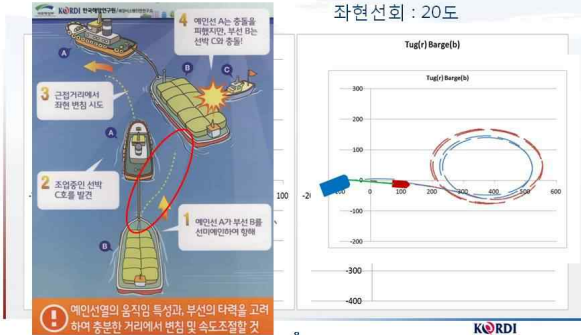 좌현선회 : 20도
KORDI 한국해양연구원
4 예인선 A는 충돌을
피했지만, 부선 B는
선박 C와 충돌!
A
B
C
3 근접거리에서
좌현 변침 시도
A
2 조업중인 선박
C호를 발견
1 예인선 A가 부선 B를
선미예인하여 항해
B
! 예인선열의 움직임 특성과, 부선의 타력을 고려
하여 충분한 거리에서 변침 및 속도조절할 것
Tug(r) Barge(b)
Tug(r) Barge(b)
300
200
100
0
0 100 200 300 400 500 600
-100
-200
100
-300
-400
KORDI